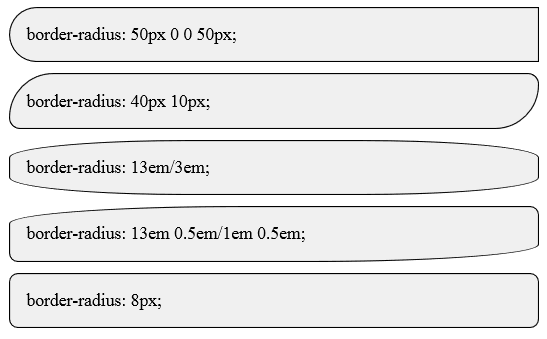 border-radius: 50px 0 0 50px;
border-radius: 40px 10px;
border-radius: 13em/3em;
border-radius: 13em 0.5em/1em 0.5em;
border-radius: 8px;